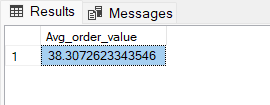 Results Messages
Avg_order_value
1 38.3072623343546